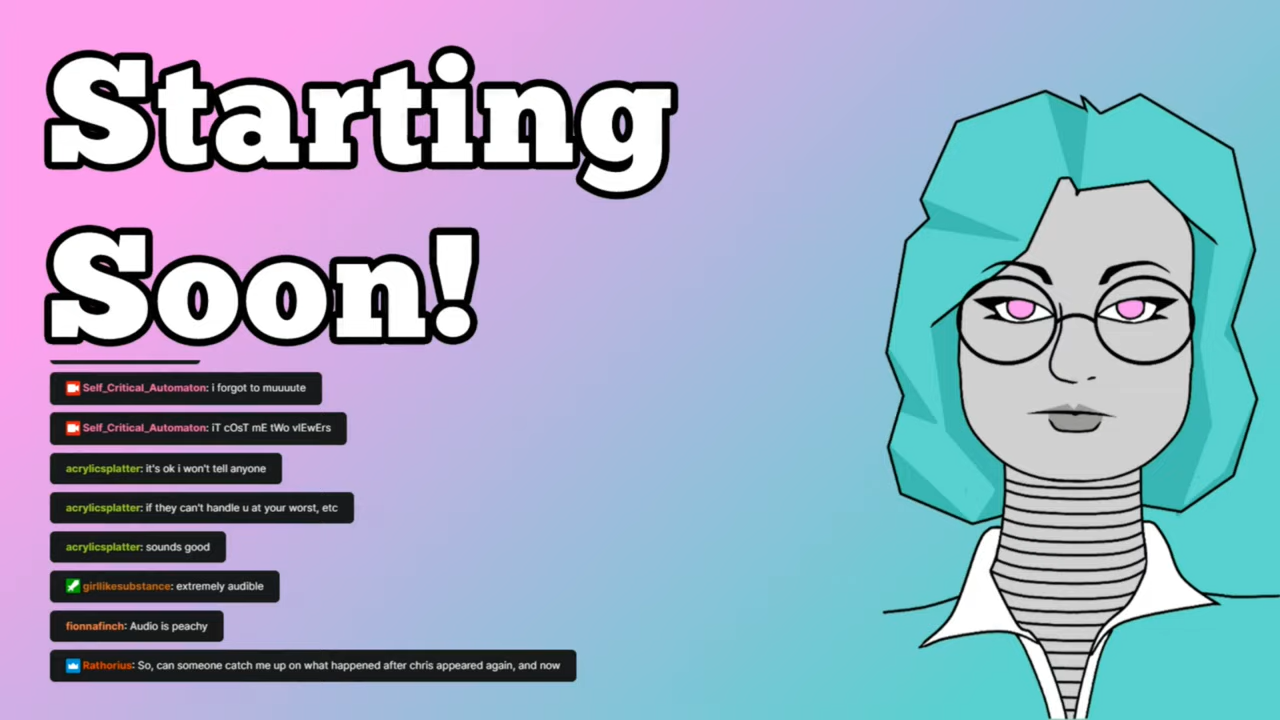 Starting
Soon!
Self_Critical_Automaton: i forgot to muuuute
Self_Critical_Automaton: iT cOsT mE tWo vIEwErs
acrylicsplatter: it's ok i won't tell anyone
acrylicsplatter: if they can't handle u at your worst, etc
acrylicsplatter: sounds good
girllikesubstance: extremely audible
fionnafinch: Audio is peachy
Rathorius: So, can someone catch me up on what happened after chris appeared again, and now